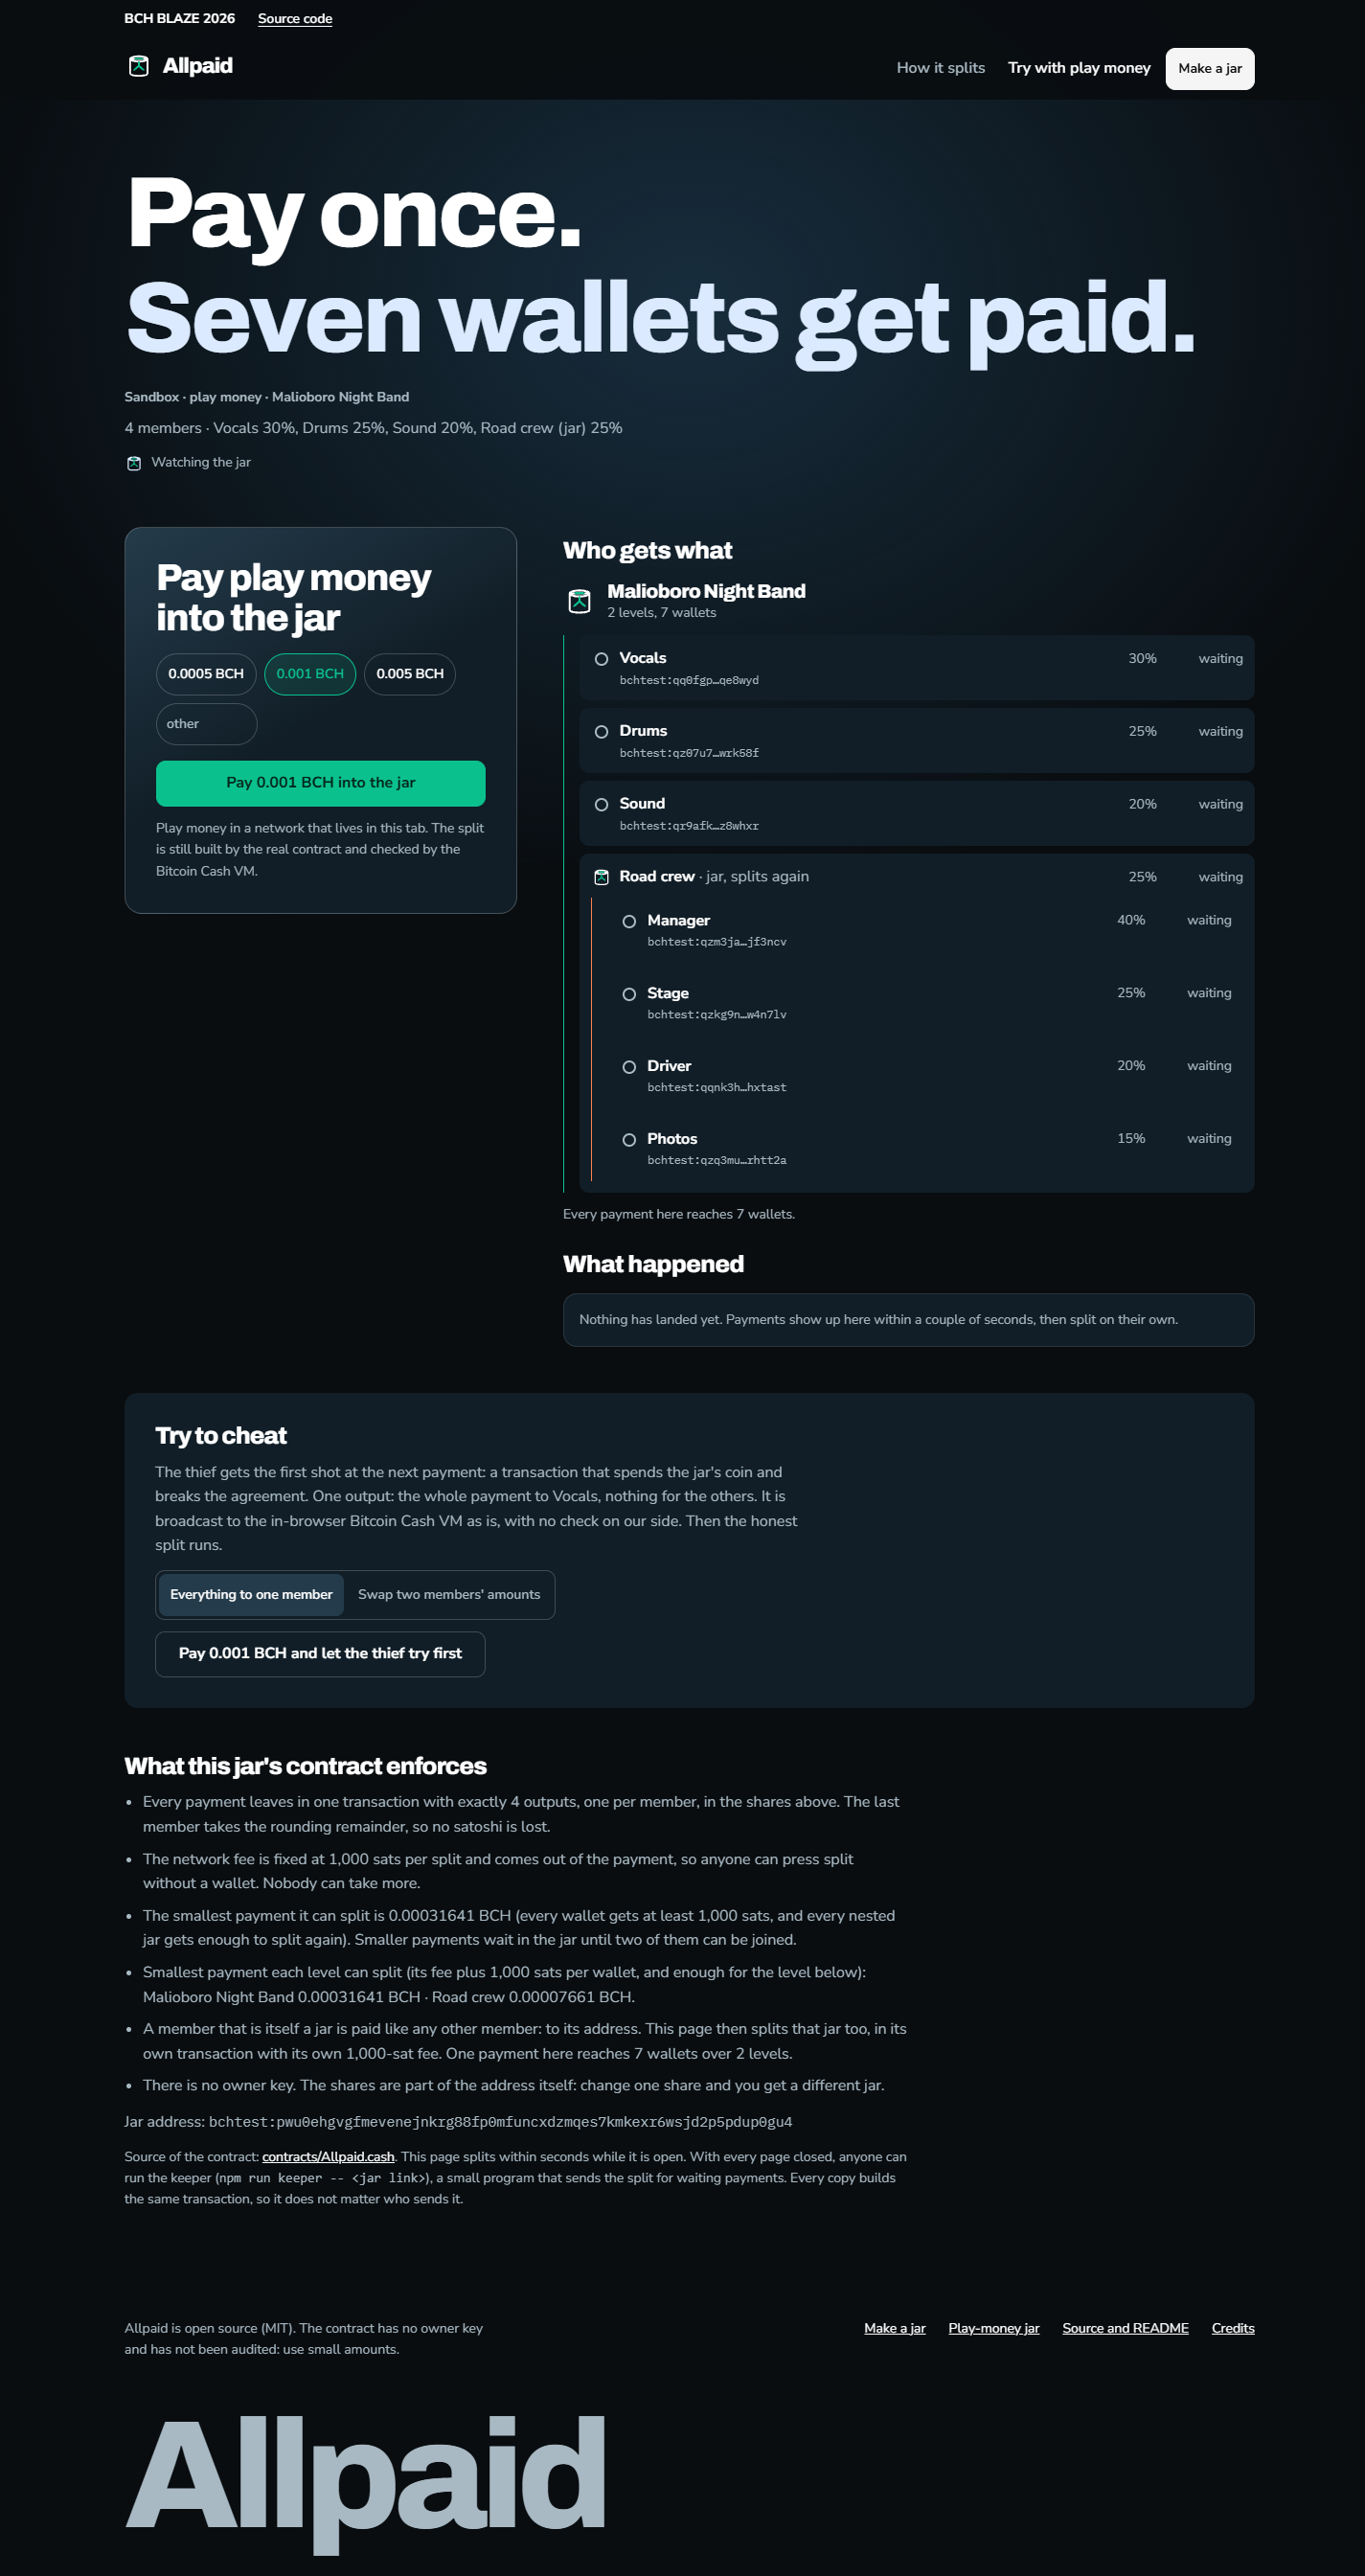 BCH BLAZE 2026 Source code
Allpaid
How it splits Try with play money Make a jar
Pay once.
Seven wallets get paid.
Sandbox · play money · Malioboro Night Band
4 members · Vocals 30%, Drums 25%, Sound 20%, Road crew (jar) 25%
Watching the jar
Pay play money
into the jar
0.0005 BCH 0.001 BCH 0.005 BCH
other
Pay 0.001 BCH into the jar
Play money in a network that lives in this tab. The split
is still built by the real contract and checked by the
Bitcoin Cash VM.
Who gets what
Malioboro Night Band
2 levels, 7 wallets
Vocals 30% waiting
bchtest:qq0fgp…qe8wyd
Drums 25% waiting
bchtest:qz07u7…wrk58f
Sound 20% waiting
bchtest:qr9afk…z8whxr
Road crew · jar, splits again 25% waiting
Manager 40% waiting
bchtest:qzm3ja…jf3ncv
Stage 25% waiting
bchtest:qzkg9n…w4n7lv
Driver 20% waiting
bchtest:qqnk3h…hxtast
Photos 15% waiting
bchtest:qzq3mu…rhtt2a
Every payment here reaches 7 wallets.
What happened
Nothing has landed yet. Payments show up here within a couple of seconds, then split on their own.
Try to cheat
The thief gets the first shot at the next payment: a transaction that spends the jar's coin and
breaks the agreement. One output: the whole payment to Vocals, nothing for the others. It is
broadcast to the in-browser Bitcoin Cash VM as is, with no check on our side. Then the honest
split runs.
Everything to one member Swap two members' amounts
Pay 0.001 BCH and let the thief try first
What this jar's contract enforces
• Every payment leaves in one transaction with exactly 4 outputs, one per member, in the shares above. The last
member takes the rounding remainder, so no satoshi is lost.
• The network fee is fixed at 1,000 sats per split and comes out of the payment, so anyone can press split
without a wallet. Nobody can take more.
• The smallest payment it can split is 0.00031641 BCH (every wallet gets at least 1,000 sats, and every nested
jar gets enough to split again). Smaller payments wait in the jar until two of them can be joined.
• Smallest payment each level can split (its fee plus 1,000 sats per wallet, and enough for the level below):
Malioboro Night Band 0.00031641 BCH · Road crew 0.00007661 BCH.
• A member that is itself a jar is paid like any other member: to its address. This page then splits that jar too, in its
own transaction with its own 1,000-sat fee. One payment here reaches 7 wallets over 2 levels.
• There is no owner key. The shares are part of the address itself: change one share and you get a different jar.
Jar address: bchtest:pwu0ehgvgfmevenejnkrg88fp0mfuncxdzmqes7kmkexr6wsjd2p5pdup0gu4
Source of the contract: contracts/Allpaid.cash. This page splits within seconds while it is open. With every page closed, anyone can
run the keeper (npm run keeper -- <jar link>), a small program that sends the split for waiting payments. Every copy builds
the same transaction, so it does not matter who sends it.
Allpaid is open source (MIT). The contract has no owner key
and has not been audited: use small amounts.
Make a jar Play-money jar Source and README Credits
Allpaid